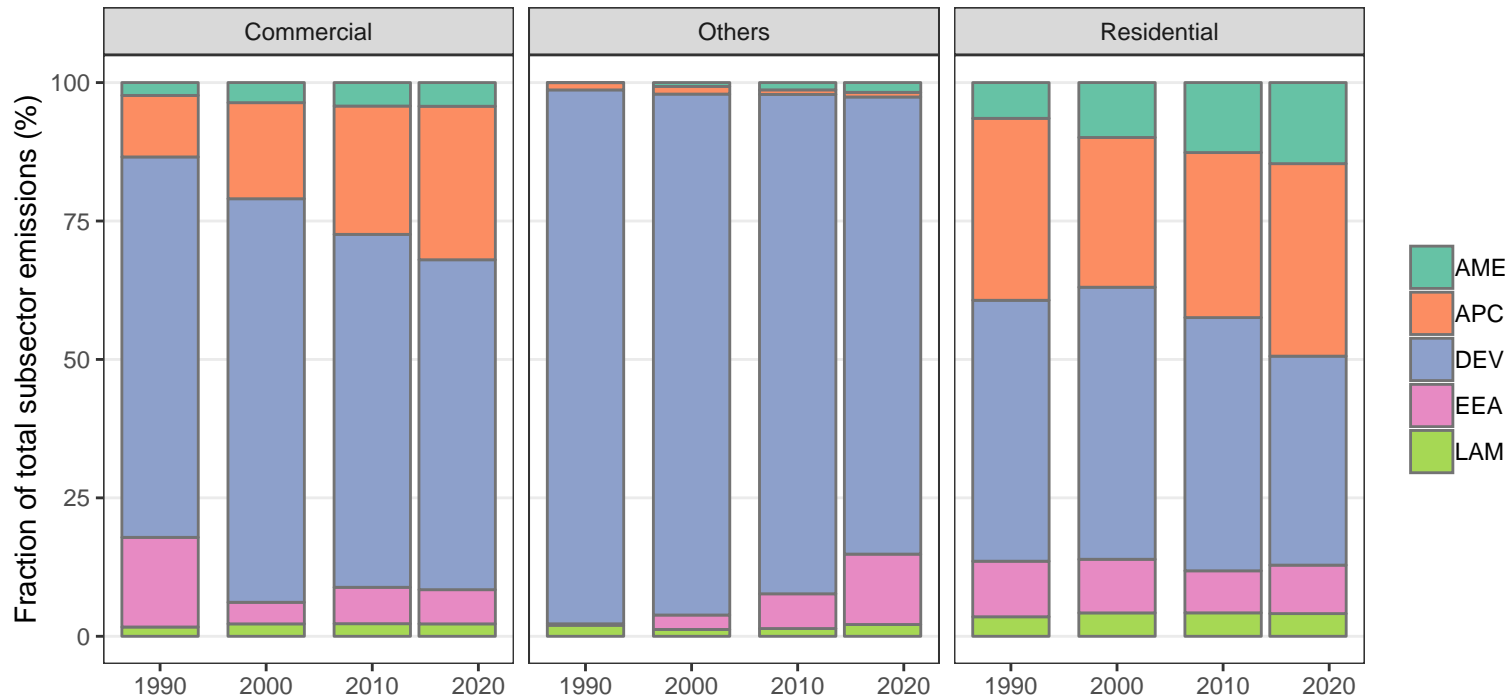 Commercial
Others
Residential
Fraction of total subsector emissions (%)
100
75
50
25
0
1990 2000 2010 2020
1990 2000 2010 2020
1990 2000 2010 2020
AME
APC
DEV
EEA
LAM